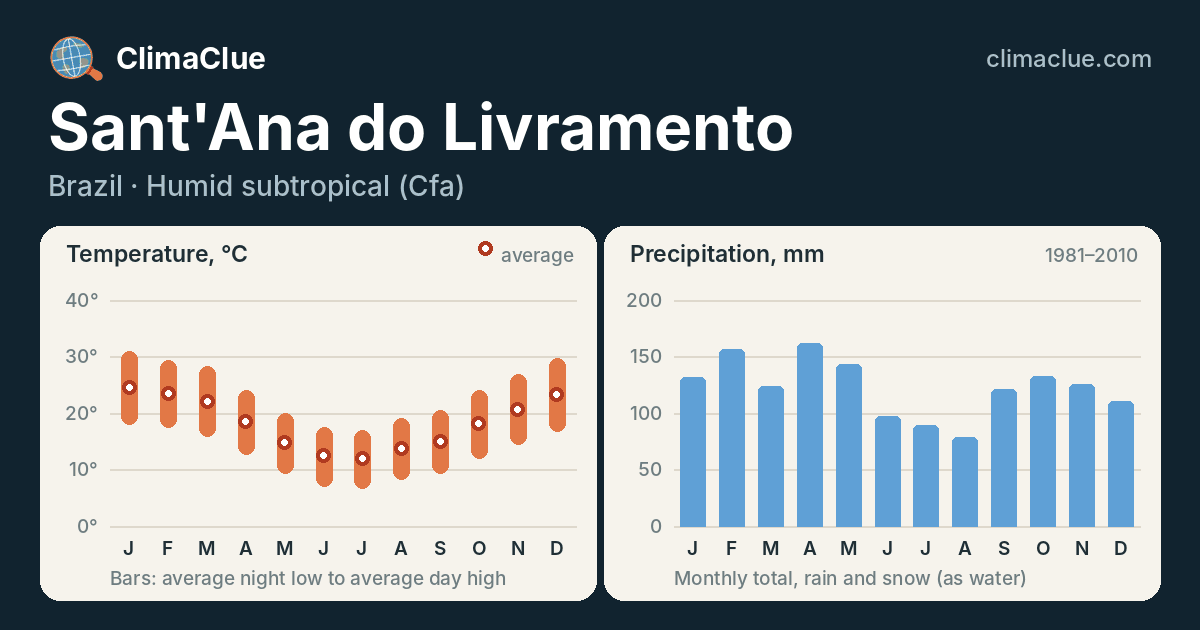 ClimaClue
climaclue.com
Sant'Ana do Livramento
Brazil · Humid subtropical (Cfa)
Temperature, °C
average
40°
30°
20°
10°
0°
J F M A M J J A S O N D
Bars: average night low to average day high
Precipitation, mm
1981–2010
200
150
100
50
0
J F M A M J J A S O N D
Monthly total, rain and snow (as water)